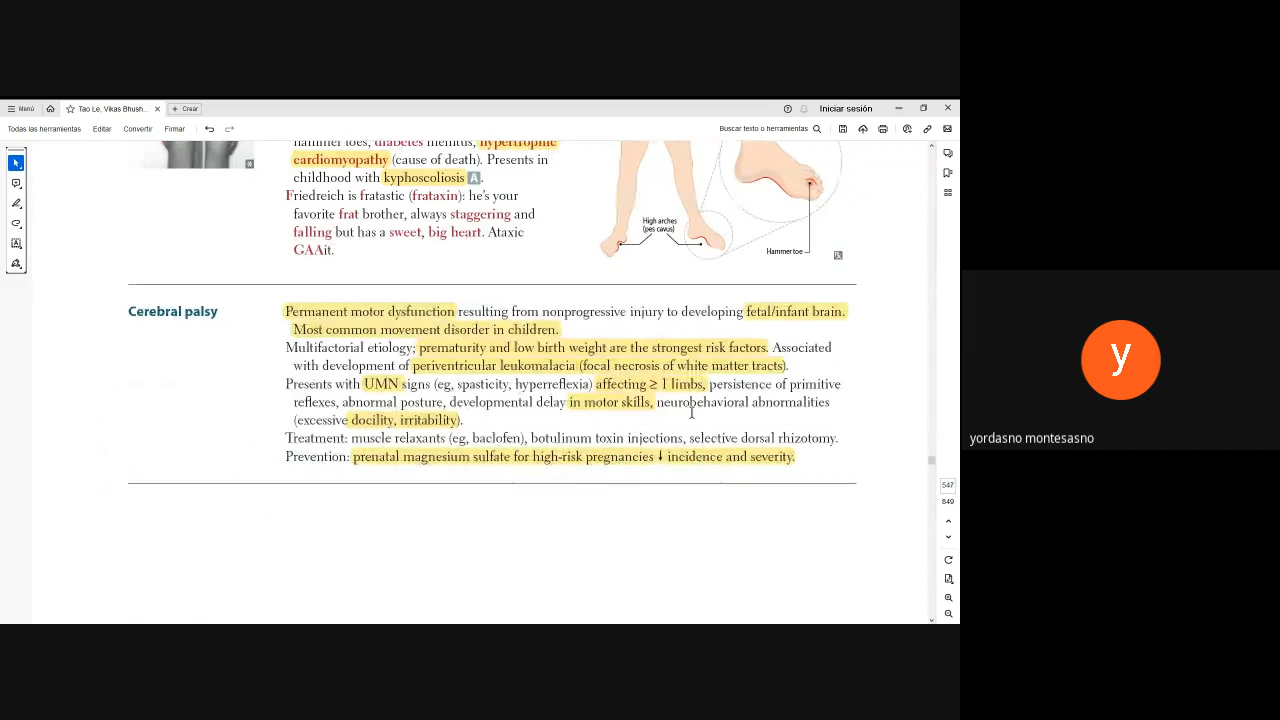 Menú
Tao Le, Vikas Bhush...
Crear
Iniciar sesión
Todas las herramientas
Editar
Convertir
Firmar
Buscar texto o herramientas
hammer toes, diabetes mellitus, hypertrophic
cardiomyopathy (cause of death). Presents in
childhood with kyphoscoliosis A.
Friedreich is fratastic (frataxin): he's your
favorite frat brother, always staggering and
falling but has a sweet, big heart. Ataxic
GAAit.
High arches
(pes cavus)
Hammer toe
Cerebral palsy
Permanent motor dysfunction resulting from nonprogressive injury to developing fetal/infant brain.
Most common movement disorder in children.
Multifactorial etiology; prematurity and low birth weight are the strongest risk factors. Associated
with development of periventricular leukomalacia (focal necrosis of white matter tracts).
Presents with UMN signs (eg, spasticity, hyperreflexia) affecting ≥ 1 limbs, persistence of primitive
reflexes, abnormal posture, developmental delay in motor skills, neurobehavioral abnormalities
(excessive docility, irritability).
Treatment: muscle relaxants (eg, baclofen), botulinum toxin injections, selective dorsal rhizotomy.
Prevention: prenatal magnesium sulfate for high-risk pregnancies ↓ incidence and severity.
547
849
y
yordasno montesasno